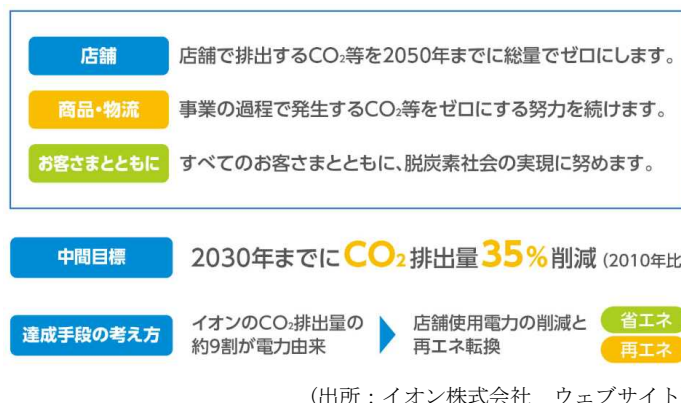 店舗 店舗で排出するCO₂等を2050年までに総量でゼロにします。
商品・物流 事業の過程で発生するCO₂等をゼロにする努力を続けます。
お客さまとともに すべてのお客さまとともに、脱炭素社会の実現に努めます。
中間目標 2030年までにCO₂排出量35%削減（2010年比
達成手段の考え方 イオンのCO₂排出量の 店舗使用電力の削減と 省エネ
約9割が電力由来 再エネ転換 再エネ
（出所：イオン株式会社 ウェブサイト